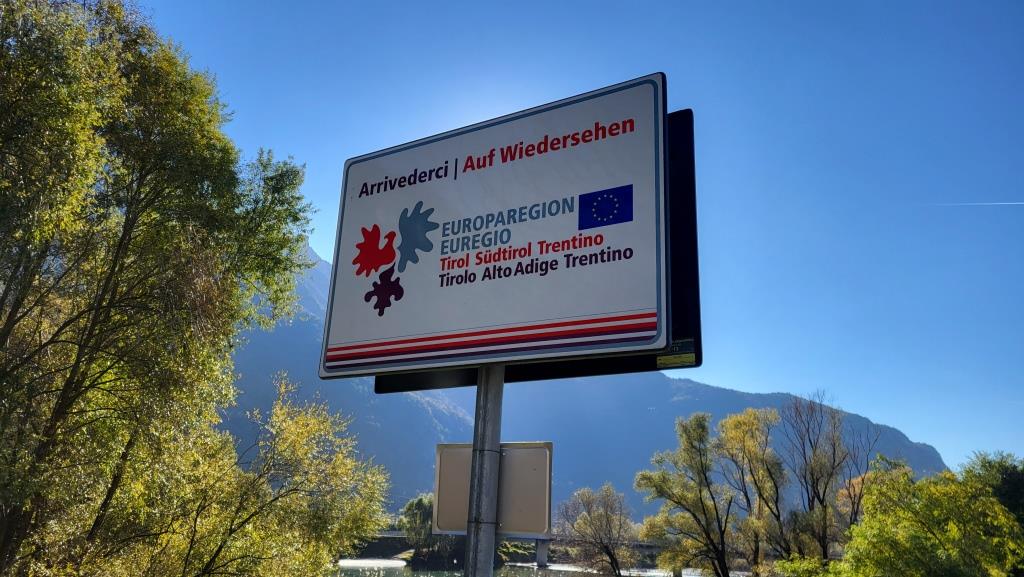 Arrivederci | Auf Wiedersehen
EUROPAREGION
EUREGIO
Tirol Südtirol Trentino
Tirolo Alto Adige Trentino